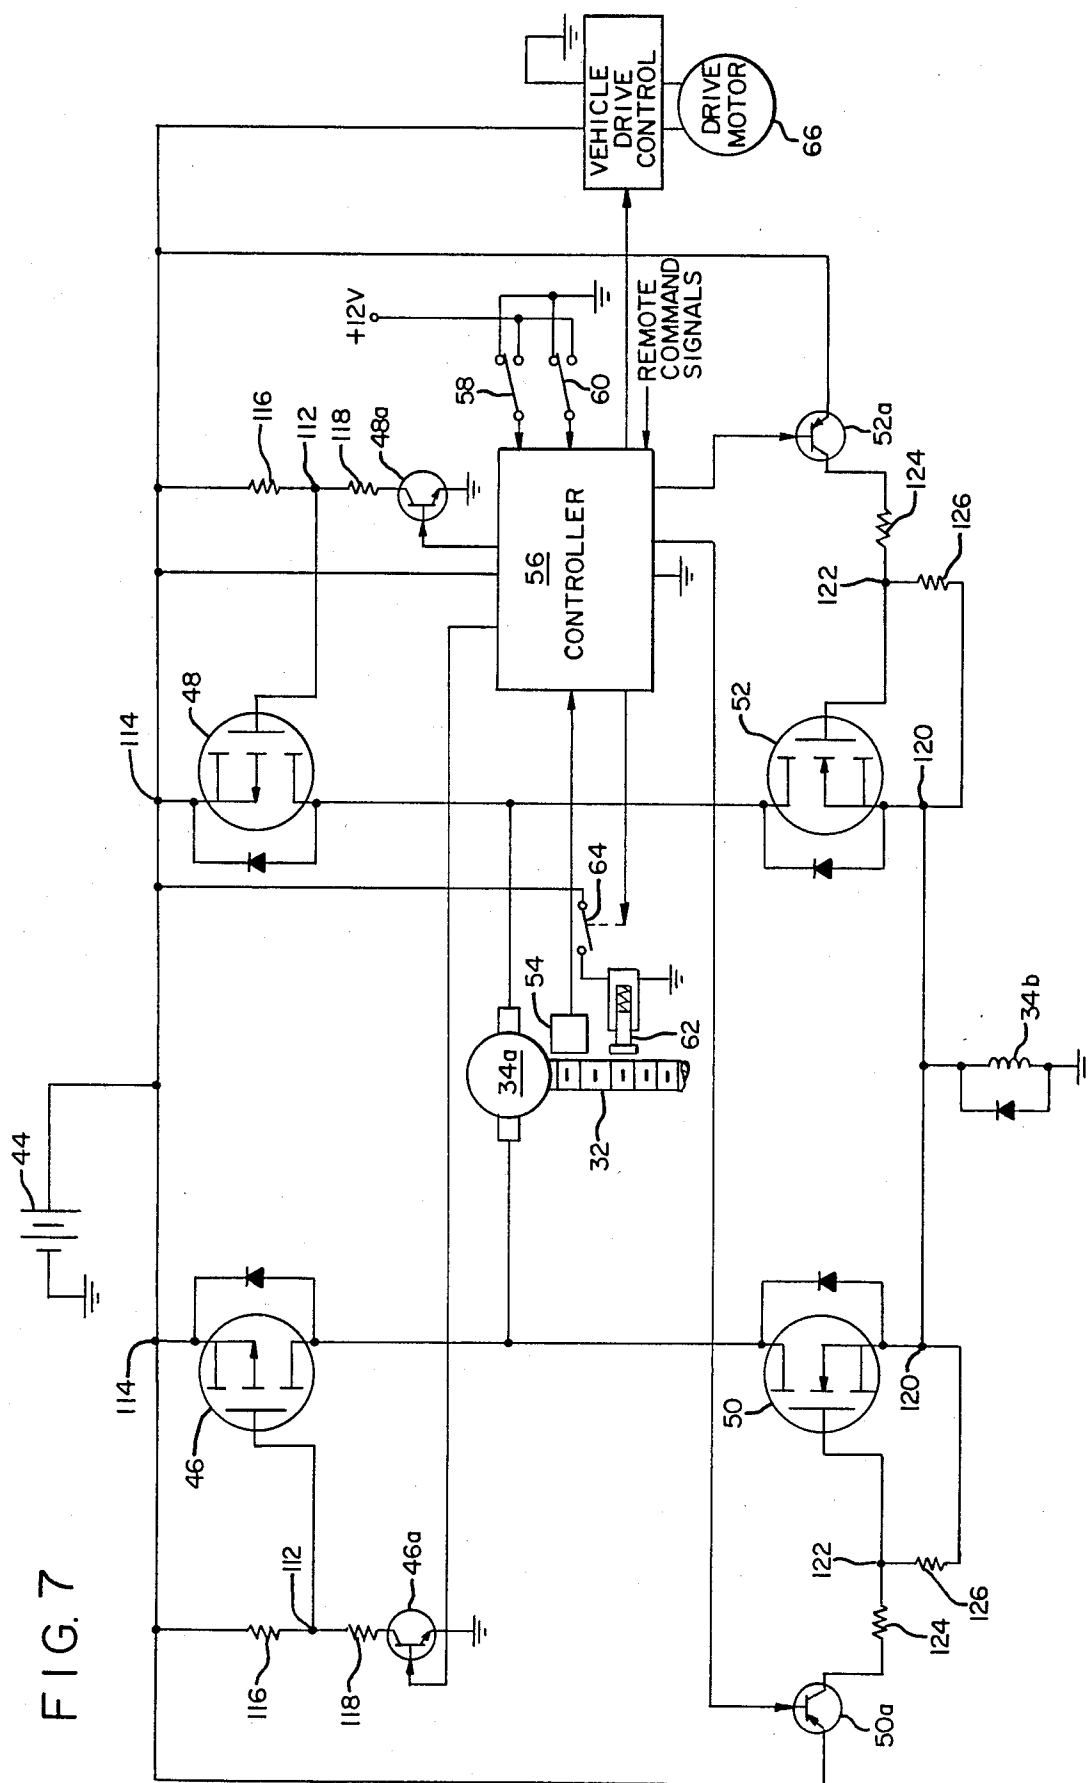 FIG. 7
44
114
114
46
48
116
112
118
46a
116
112
118
48a
+12V
58
60
VEHICLE
DRIVE
CONTROL
DRIVE
MOTOR
66
REMOTE
COMMAND
SIGNALS
56
CONTROLLER
34a
54
64
62
32
50
52
120
120
122
124
126
50a
122
124
126
52a
34b